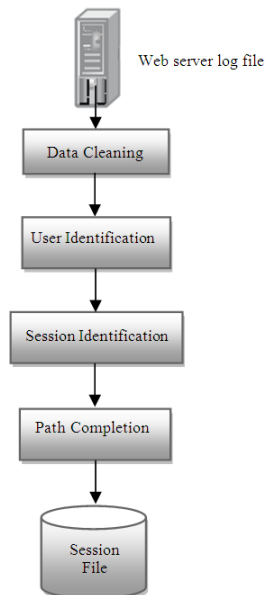 Web server log file
Data Cleaning
User Identification
Session Identification
Path Completion
Session
File